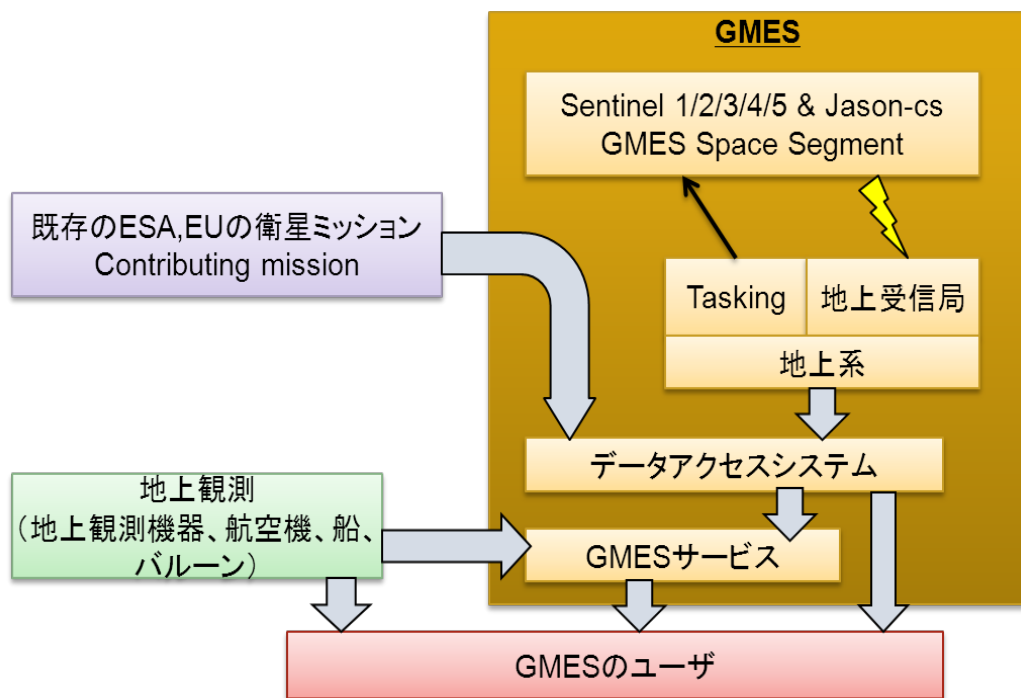 GMES
Sentinel 1/2/3/4/5 & Jason-cs
GMES Space Segment
既存のESA,EUの衛星ミッション
Contributing mission
Tasking
地上受信局
地上系
データアクセスシステム
地上観測
(地上観測機器、航空機、船、
バルーン)
GMESサービス
GMESのユーザ